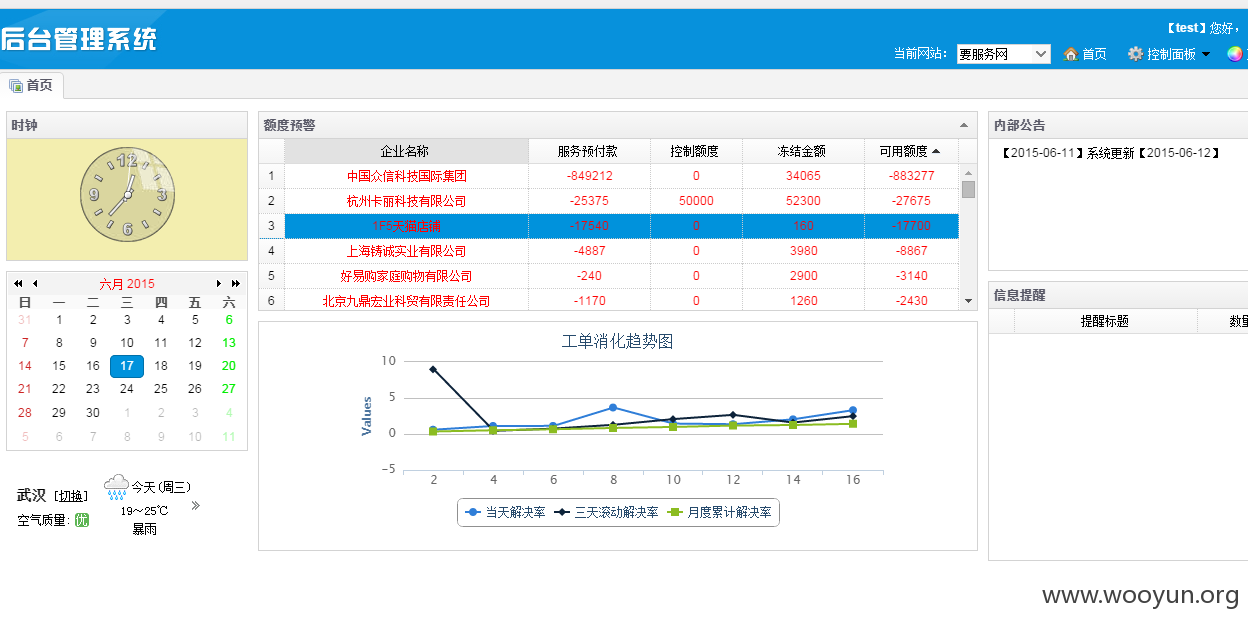 后台管理系统
【test】您好，
当前网站： 要服务网 首页 控制面板
首页
时钟
12 3 6 9
六月 2015
日 一 二 三 四 五 六
31 1 2 3 4 5 6
7 8 9 10 11 12 13
14 15 16 17 18 19 20
21 22 23 24 25 26 27
28 29 30 1 2 3 4
5 6 7 8 9 10 11
武汉 [切换]
空气质量: 优
今天(周三)
19～25℃
暴雨
额度预警
企业名称 服务预付款 控制额度 冻结金额 可用额度
1 中国众信科技国际集团 -849212 0 34065 -883277
2 杭州卡丽科技有限公司 -25375 50000 52300 -27675
3 1F5天猫店铺 -17540 0 160 -17700
4 上海铸诚实业有限公司 -4887 0 3980 -8867
5 好易购家庭购物有限公司 -240 0 2900 -3140
6 北京九鼎宏业科贸有限责任公司 -1170 0 1260 -2430
工单消化趋势图
Values
10
5
0
-5
2 4 6 8 10 12 14 16
当天解决率 三天滚动解决率 月度累计解决率
内部公告
【2015-06-11】系统更新【2015-06-12】
信息提醒
提醒标题 数量
www.wooyun.org